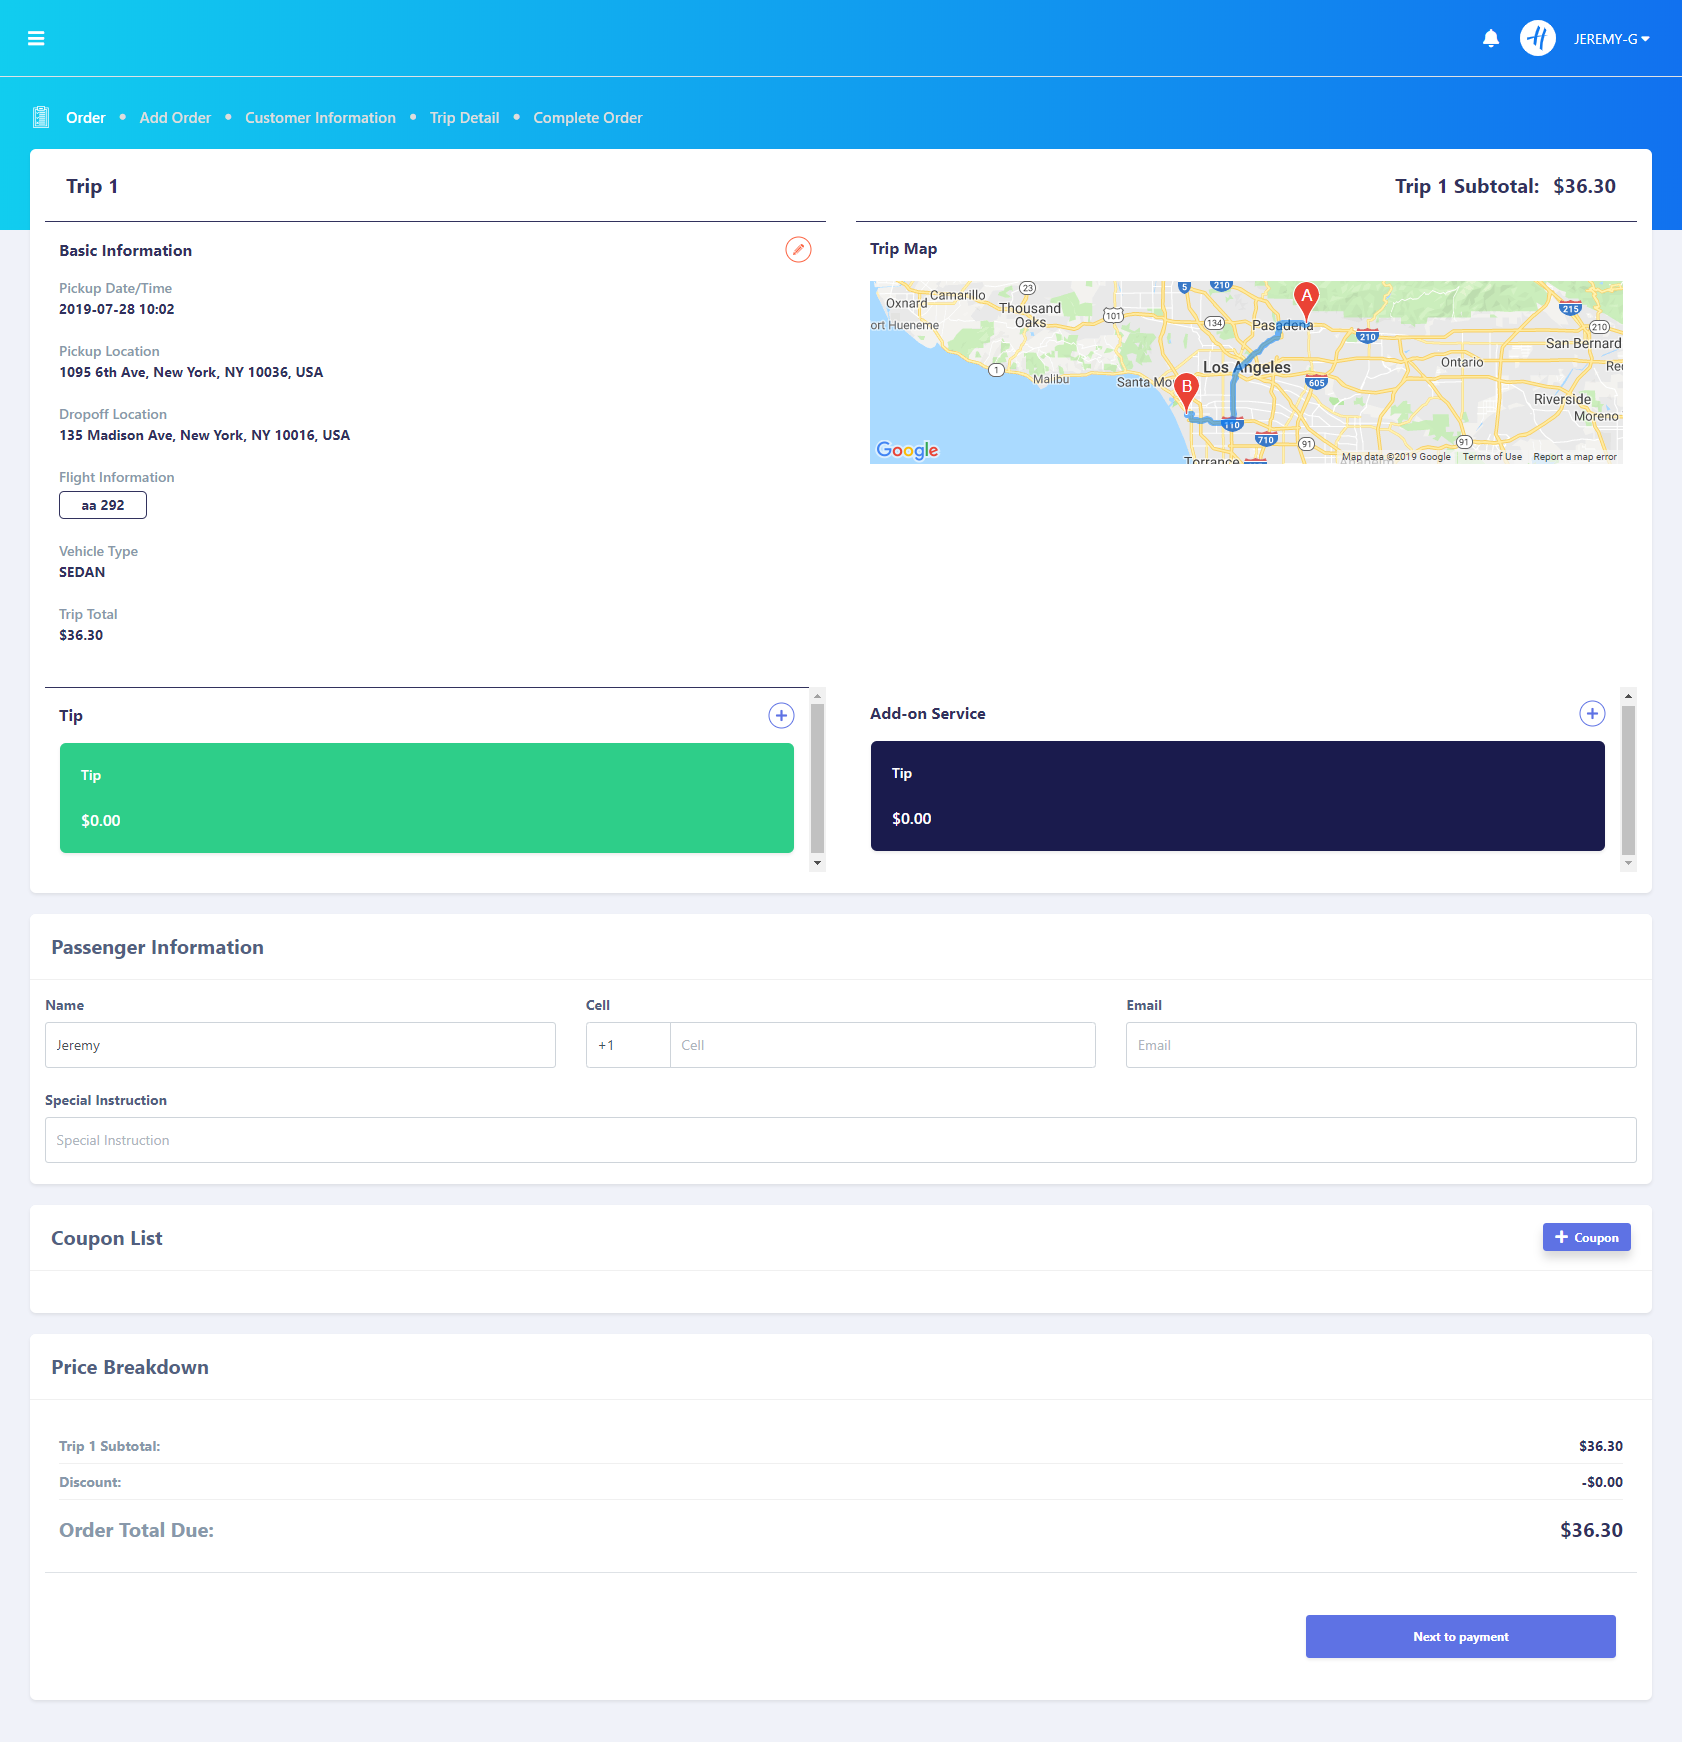 JEREMY-G
Order • Add Order • Customer Information • Trip Detail • Complete Order
Trip 1
Trip 1 Subtotal: $36.30
Basic Information
Pickup Date/Time
2019-07-28 10:02
Pickup Location
1095 6th Ave, New York, NY 10036, USA
Dropoff Location
135 Madison Ave, New York, NY 10016, USA
Flight Information
aa 292
Vehicle Type
SEDAN
Trip Total
$36.30
Trip Map
5 210
23
A
Oxnard Camarillo
Thousand
Oaks
101
134
215
ort Hueneme
Pasadena
210
210
San Bernard
1
Los Angeles
Ontario
Re
Malibu
Santa Mo
B
605
Riverside
Moreno
110
710
91
91
Google
Torrance
Anaheim
Map data ©2019 Google Terms of Use Report a map error
Tip
Tip
$0.00
Add-on Service
Tip
$0.00
Passenger Information
Name Cell Email
Jeremy +1 Cell Email
Special Instruction
Special Instruction
Coupon List
Coupon
Price Breakdown
Trip 1 Subtotal: $36.30
Discount: -$0.00
Order Total Due: $36.30
Next to payment